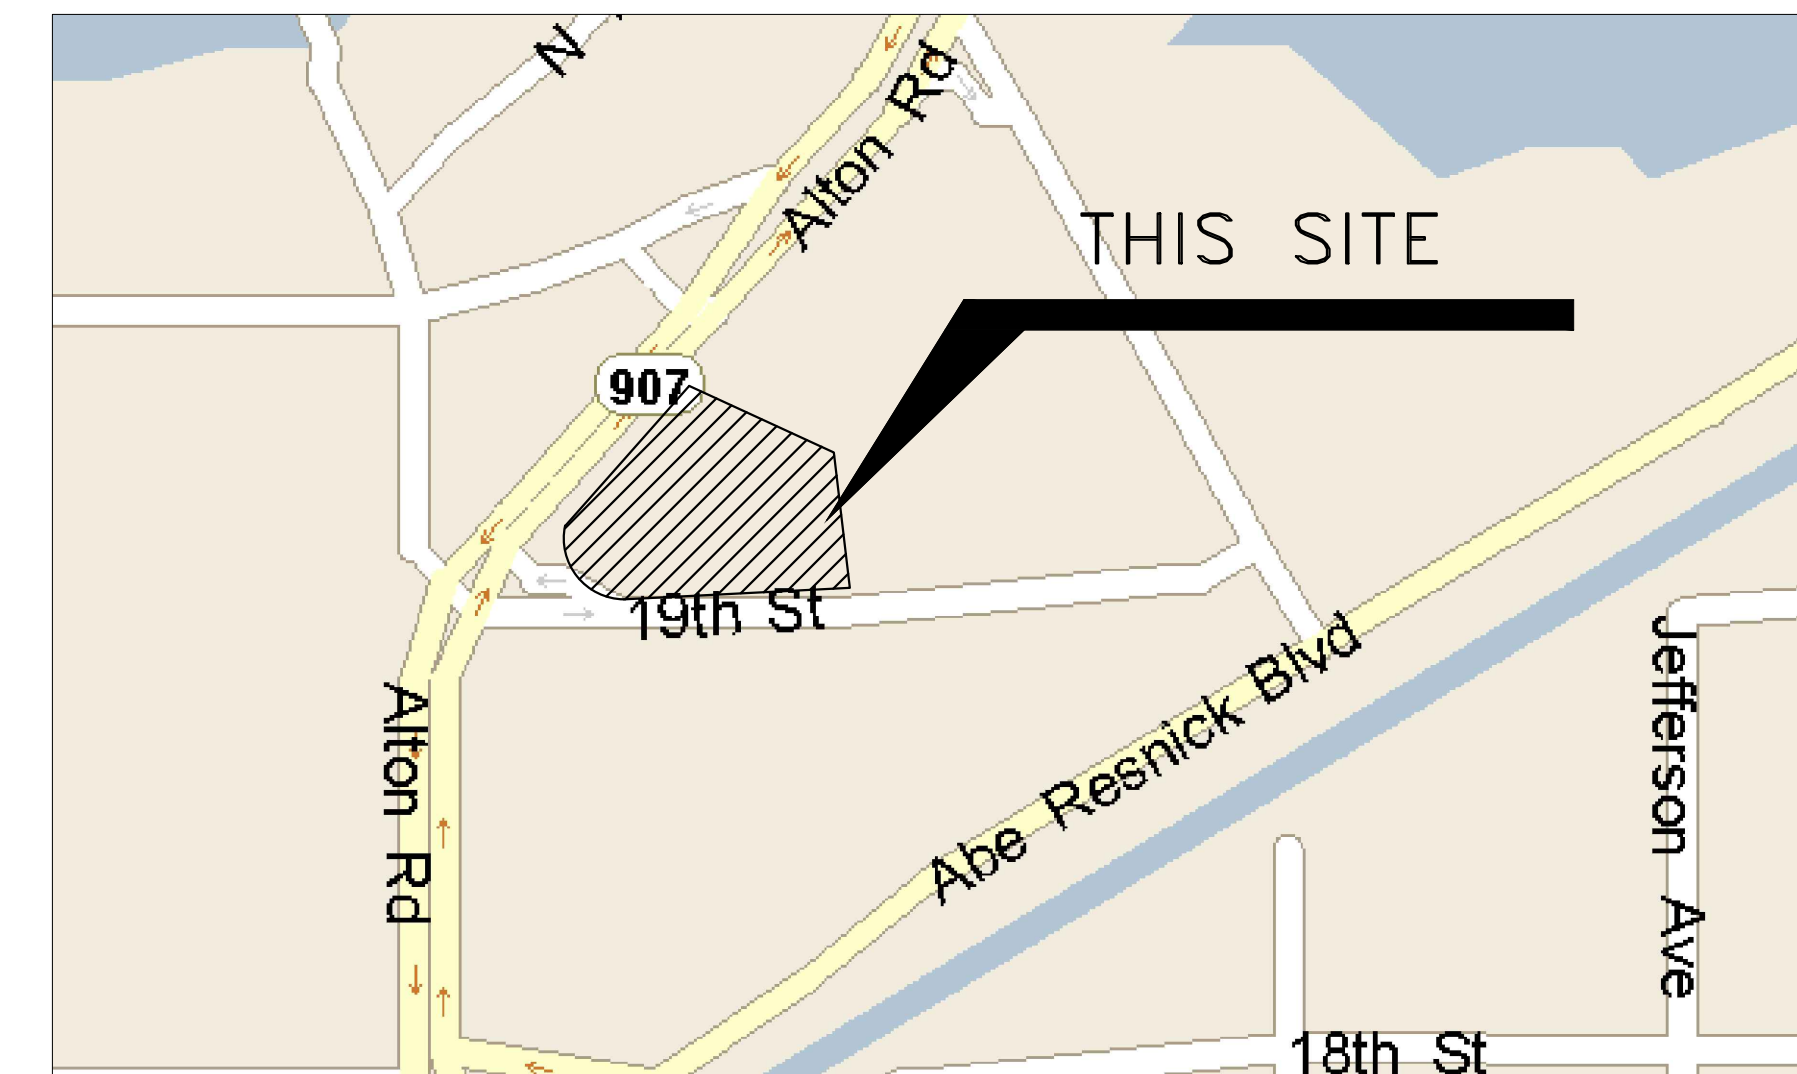 N
Alton Rd
THIS SITE
907
19th St
Abe Resnick Blvd
Jefferson Ave
Alton Rd
18th St